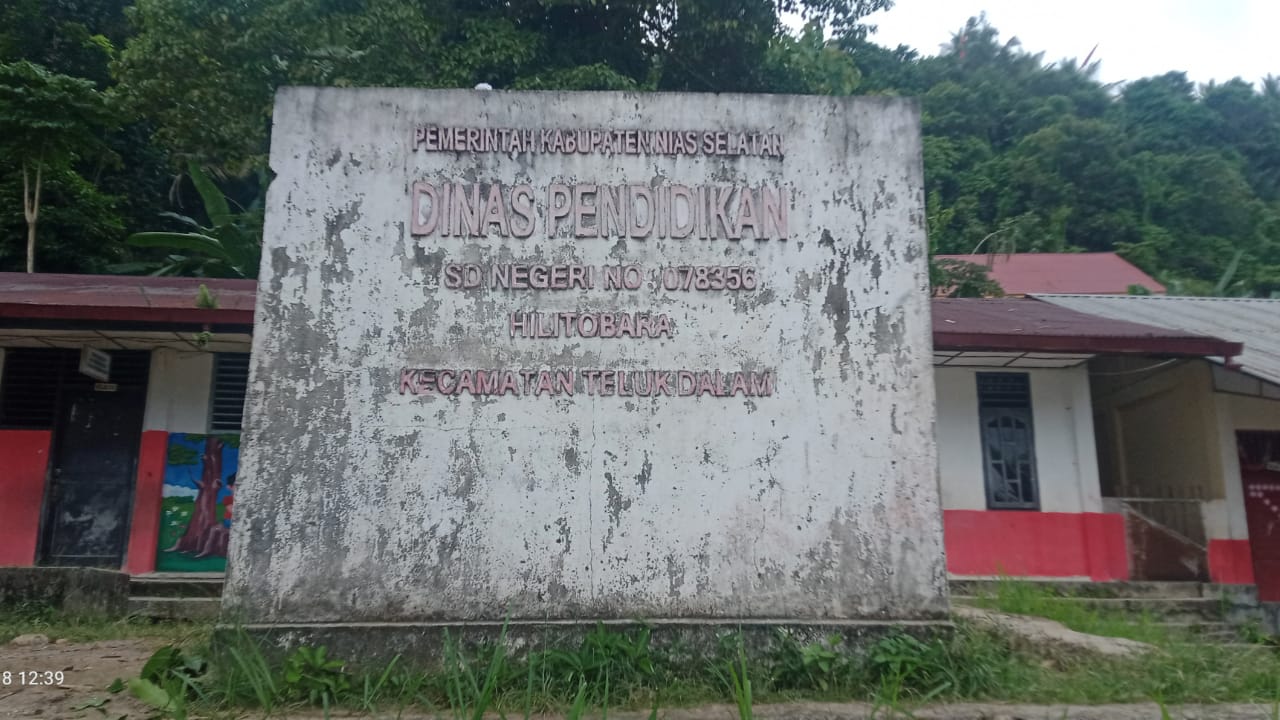 PEMERINTAH KABUPATEN NIAS SELATAN
DINAS PENDIDIKAN
SD NEGERI NO : 078356
HILITOBARA
KECAMATAN TELUK DALAM
8 12:39